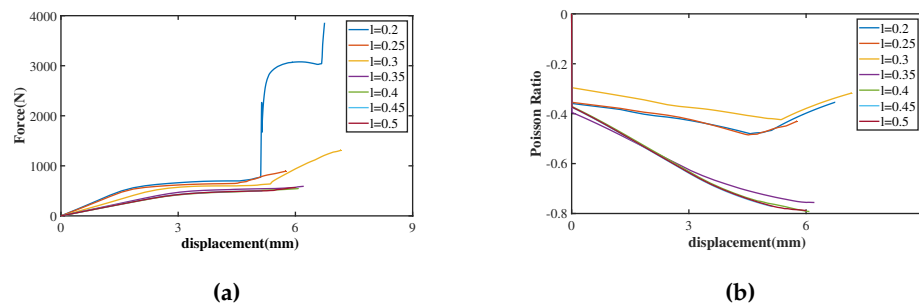 4000
3000
2000
1000
0
Force(N)
0
3
6
9
displacement(mm)
l=0.2
l=0.25
l=0.3
l=0.35
l=0.4
l=0.45
l=0.5
(a)
0
-0.2
-0.4
-0.6
-0.8
Poisson Ratio
0
3
6
displacement(mm)
l=0.2
l=0.25
l=0.3
l=0.35
l=0.4
l=0.45
l=0.5
(b)